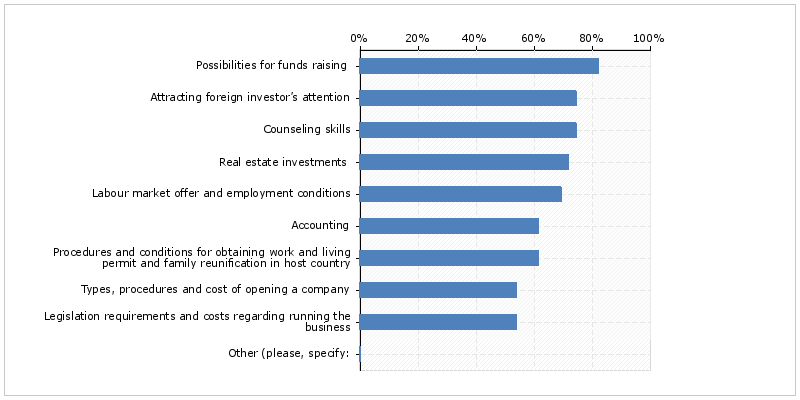 0% 20% 40% 60% 80% 100%
Possibilities for funds raising
Attracting foreign investor's attention
Counseling skills
Real estate investments
Labour market offer and employment conditions
Accounting
Procedures and conditions for obtaining work and living
permit and family reunification in host country
Types, procedures and cost of opening a company
Legislation requirements and costs regarding running the
business
Other (please, specify: